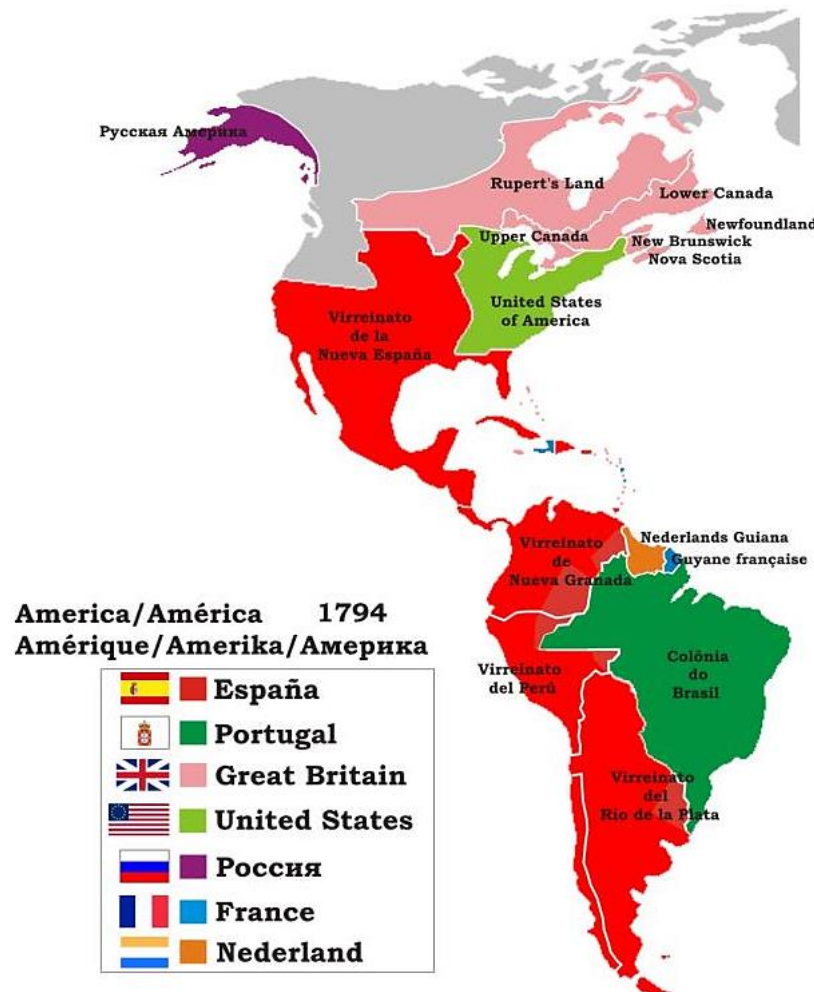 Русская Америка
Rupert's Land
Lower Canada
Newfoundland
Upper Canada
New Brunswick
Nova Scotia
United States
of America
Virreinato
de la
Nueva España
Nederlands Guiana
Guyane française
Virreinato
de
Nueva Granada
Virreinato
del Perú
Colônia
do
Brasil
Virreinato
del
Río de la Plata
America/América 1794
Amérique/Amerika/Америка
España
Portugal
Great Britain
United States
Россия
France
Nederland